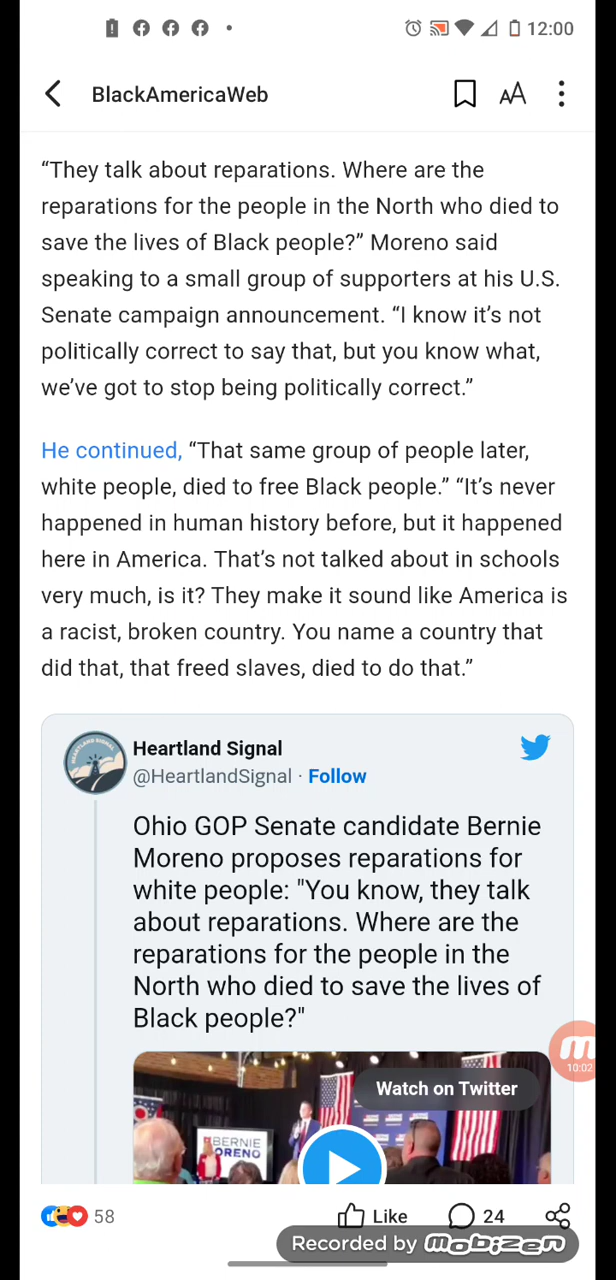 12:00
BlackAmericaWeb
AA
“They talk about reparations. Where are the
reparations for the people in the North who died to
save the lives of Black people?” Moreno said
speaking to a small group of supporters at his U.S.
Senate campaign announcement. “I know it’s not
politically correct to say that, but you know what,
we’ve got to stop being politically correct.”
He continued, “That same group of people later,
white people, died to free Black people.” “It’s never
happened in human history before, but it happened
here in America. That’s not talked about in schools
very much, is it? They make it sound like America is
a racist, broken country. You name a country that
did that, that freed slaves, died to do that.”
HEARTLAND SIGNAL
Heartland Signal
@HeartlandSignal · Follow
Ohio GOP Senate candidate Bernie
Moreno proposes reparations for
white people: "You know, they talk
about reparations. Where are the
reparations for the people in the
North who died to save the lives of
Black people?"
m
10:02
Watch on Twitter
BERNIE
ORENO
58
Like
24
Recorded by mobizen